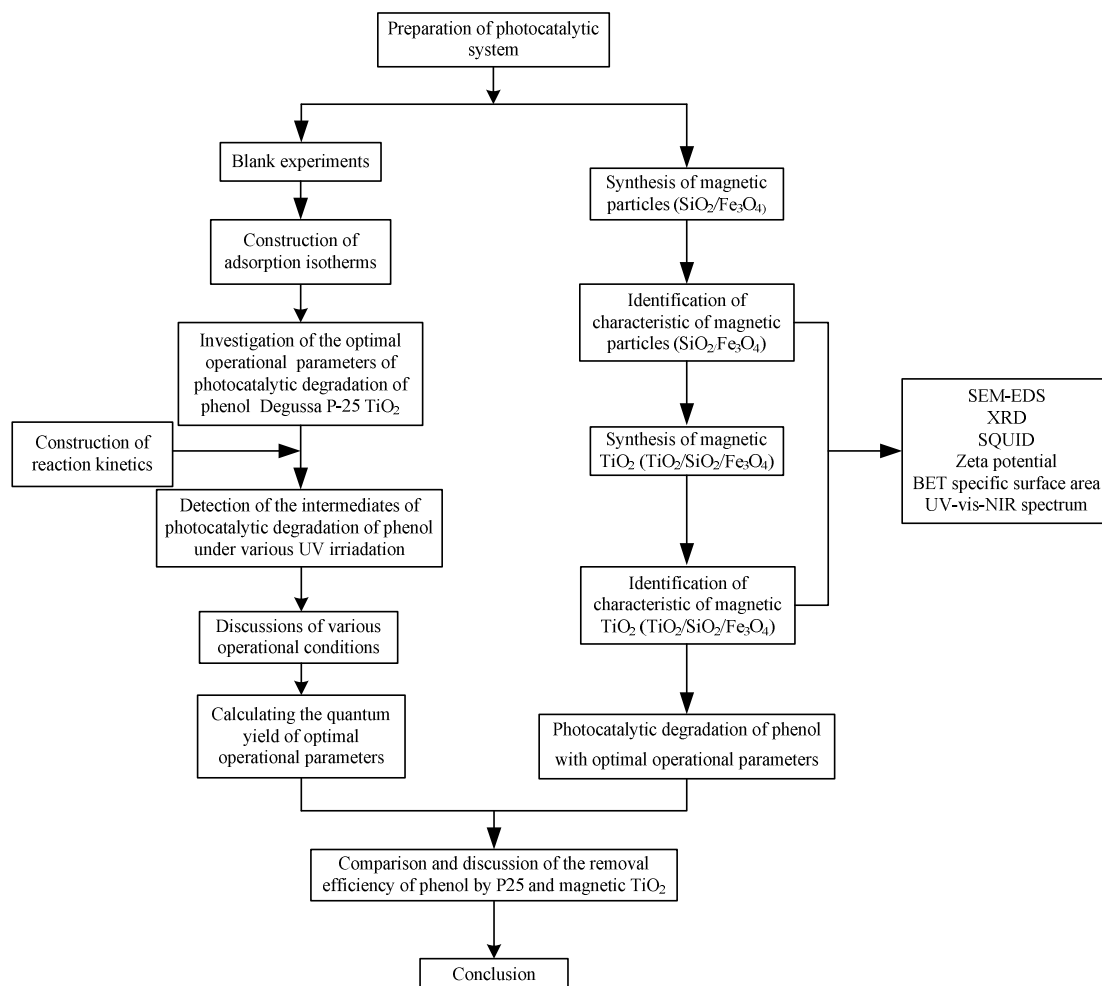 Preparation of photocatalytic
system
Blank experiments
Construction of
adsorption isotherms
Investigation of the optimal
operational parameters of
photocatalytic degradation of
phenol Degussa P-25 TiO₂
Construction of
reaction kinetics
Detection of the intermediates of
photocatalytic degradation of phenol
under various UV irriadation
Discussions of various
operational conditions
Calculating the quantum
yield of optimal
operational parameters
Synthesis of magnetic
particles (SiO₂/Fe₃O₄)
Identification of
characteristic of magnetic
particles (SiO₂/Fe₃O₄)
Synthesis of magnetic
TiO₂ (TiO₂/SiO₂/Fe₃O₄)
Identification of
characteristic of magnetic
TiO₂ (TiO₂/SiO₂/Fe₃O₄)
Photocatalytic degradation of phenol
with optimal operational parameters
SEM-EDS
XRD
SQUID
Zeta potential
BET specific surface area
UV-vis-NIR spectrum
Comparison and discussion of the removal
efficiency of phenol by P25 and magnetic TiO₂
Conclusion